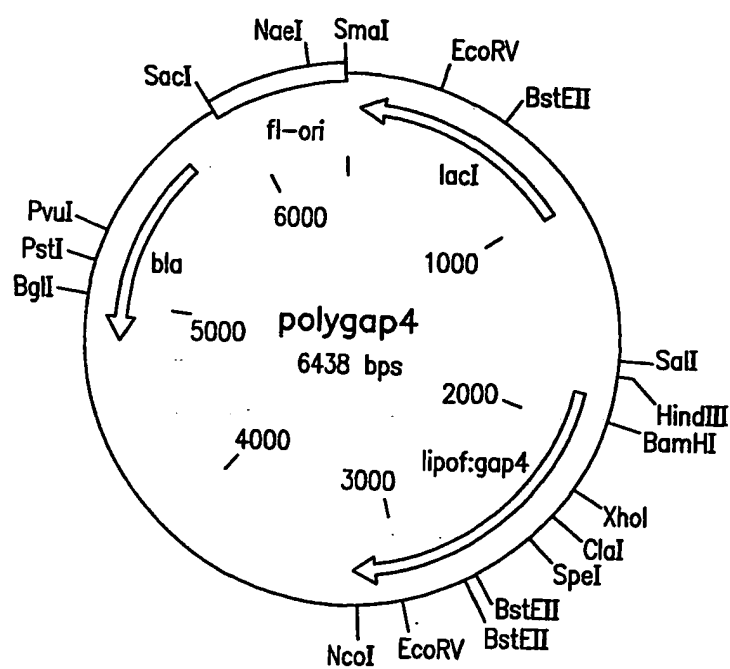 NaeI
SmaI
EcoRV
SacI
BstEII
fl-ori
lacI
6000
PvuI
PstI
BglI
bla
1000
polygap4
5000
6438 bps
SalI
2000
HindIII
BamHI
4000
3000
lipof:gap4
XhoI
ClaI
SpeI
BstEII
BstEII
EcoRV
NcoI